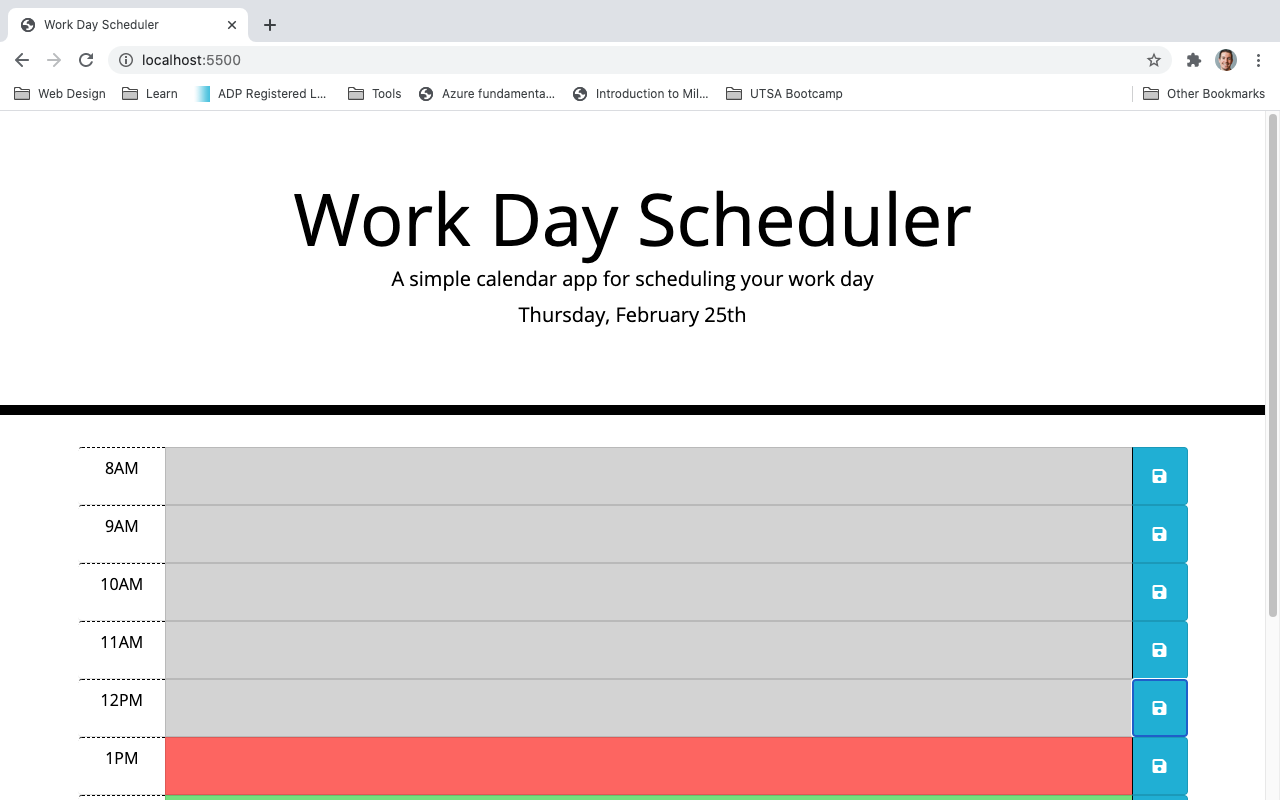 Work Day Scheduler
localhost:5500
Web Design Learn ADP Registered L... Tools Azure fundamenta... Introduction to Mil... UTSA Bootcamp Other Bookmarks
Work Day Scheduler
A simple calendar app for scheduling your work day
Thursday, February 25th
8AM
9AM
10AM
11AM
12PM
1PM